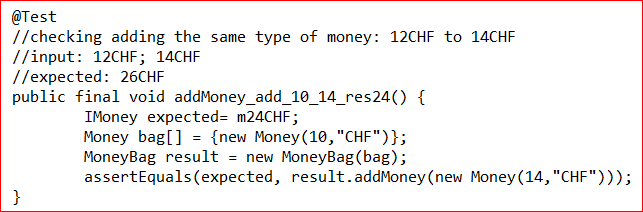 @Test
//checking adding the same type of money: 12CHF to 14CHF
//input: 12CHF; 14CHF
//expected: 26CHF
public final void addMoney_add_10_14_res24() {
IMoney expected= m24CHF;
Money bag[] = {new Money(10,"CHF")};
MoneyBag result = new MoneyBag(bag);
assertEquals(expected, result.addMoney(new Money(14,"CHF")));
}